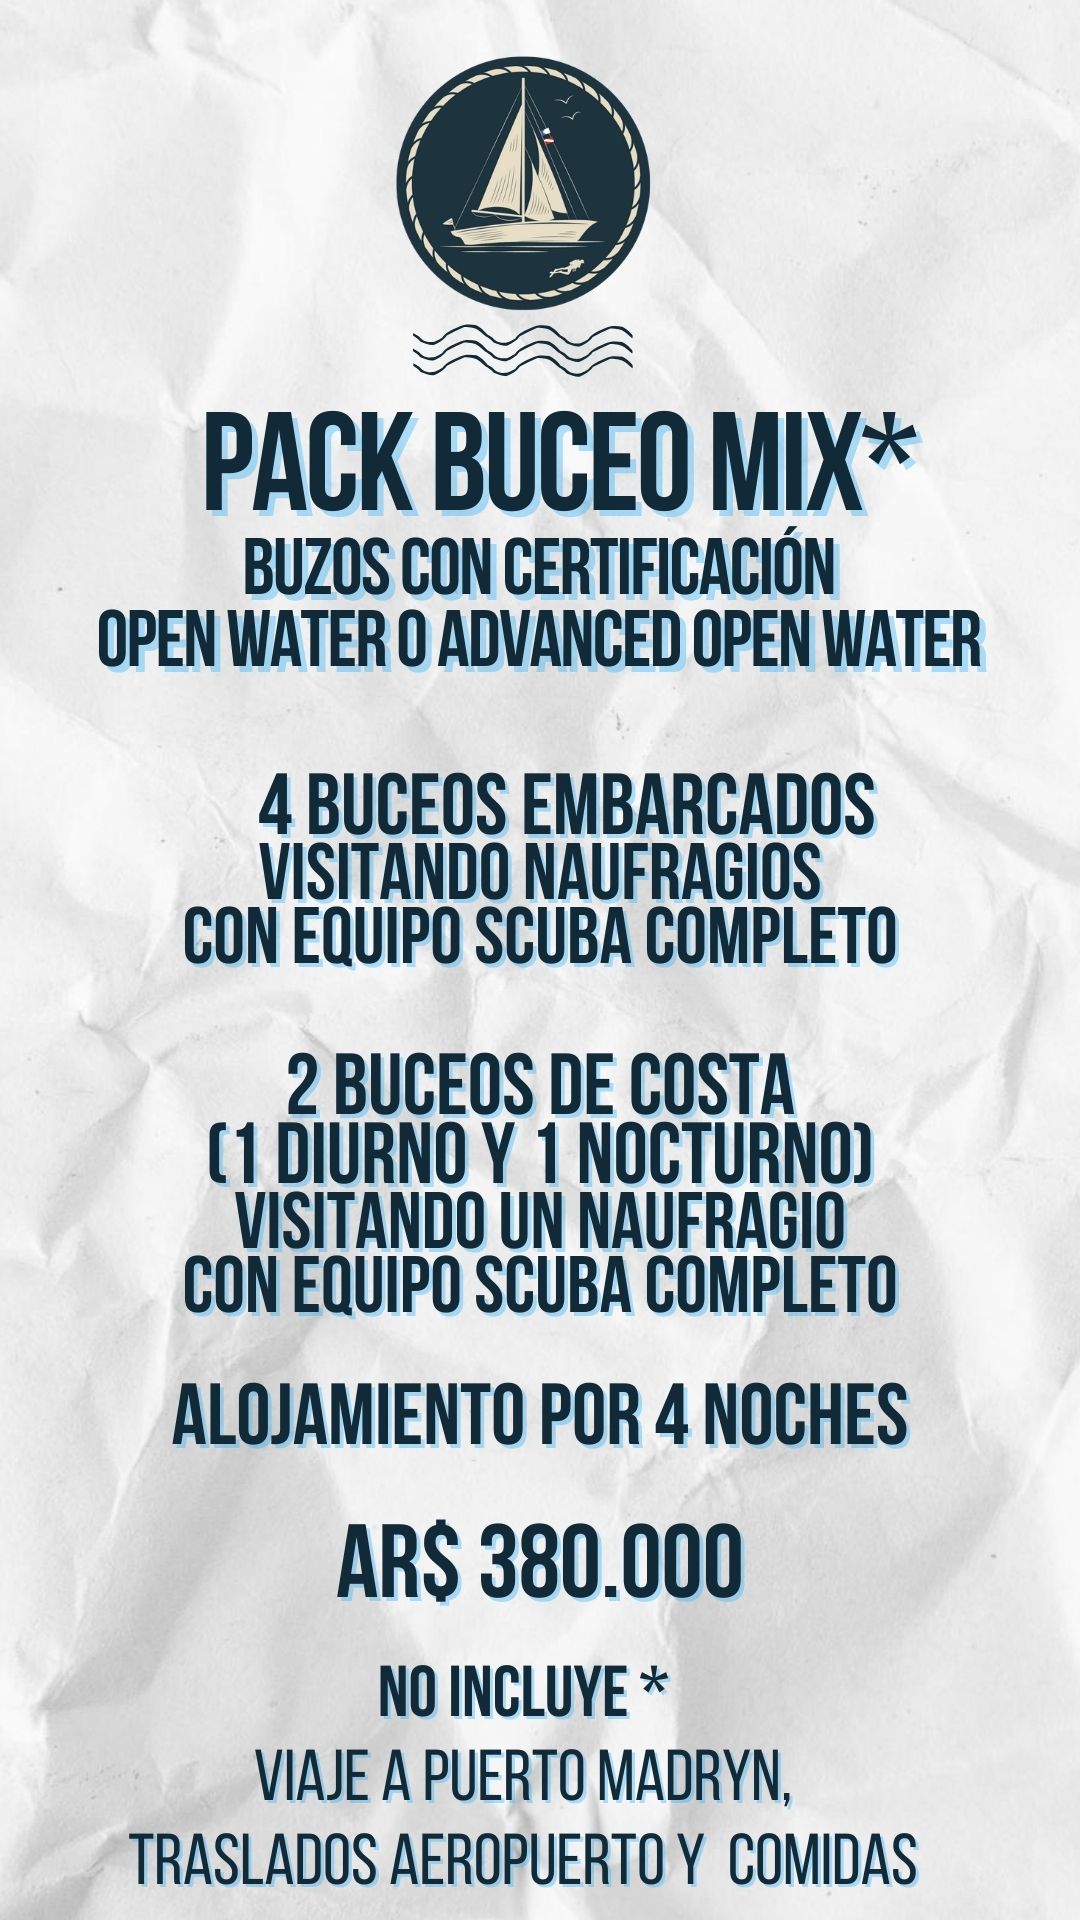 PACK BUCEO MIX*
BUZOS CON CERTIFICACIÓN
OPEN WATER O ADVANCED OPEN WATER
4 BUCEOS EMBARCADOS
VISITANDO NAUFRAGIOS
CON EQUIPO SCUBA COMPLETO
2 BUCEOS DE COSTA
(1 DIURNO Y 1 NOCTURNO)
VISITANDO UN NAUFRAGIO
CON EQUIPO SCUBA COMPLETO
ALOJAMIENTO POR 4 NOCHES
AR$ 380.000
NO INCLUYE *
VIAJE A PUERTO MADRYN,
TRASLADOS AEROPUERTO Y COMIDAS